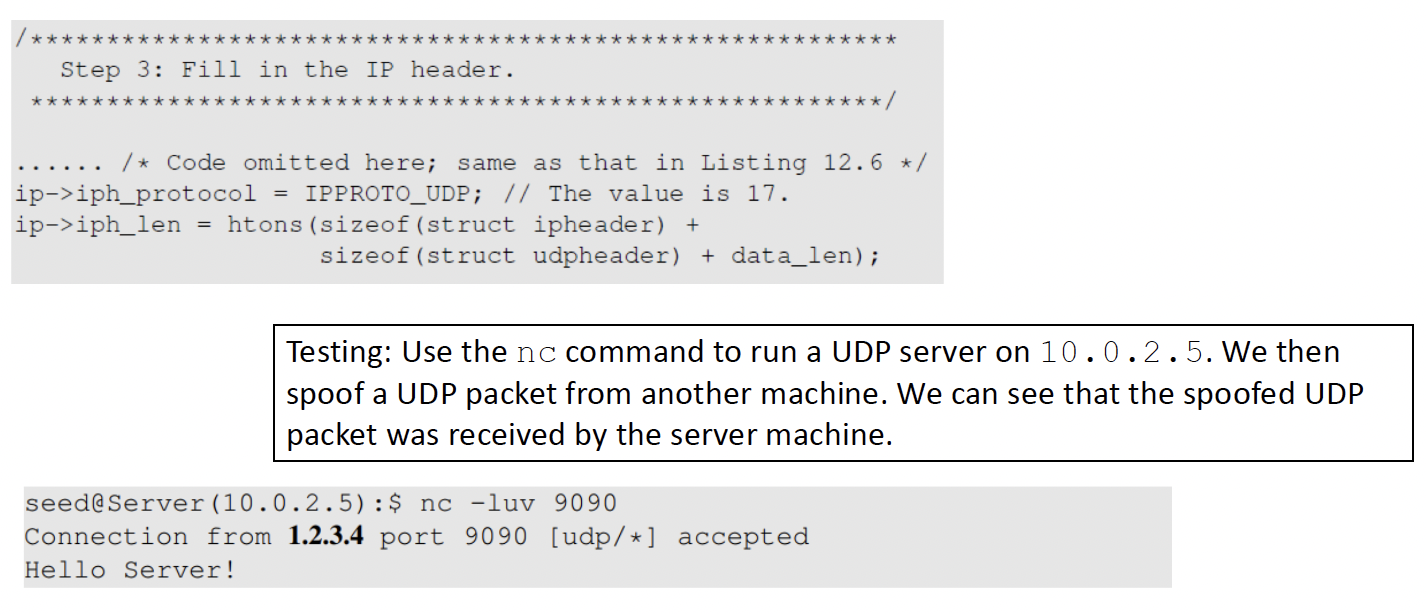 /*********************************************************
Step 3: Fill in the IP header.
********************************************************/
...... /* Code omitted here; same as that in Listing 12.6 */
ip->iph_protocol = IPPROTO_UDP; // The value is 17.
ip->iph_len = htons(sizeof(struct ipheader) +
sizeof(struct udpheader) + data_len);
Testing: Use the nc command to run a UDP server on 10.0.2.5. We then
spoof a UDP packet from another machine. We can see that the spoofed UDP
packet was received by the server machine.
seed@Server(10.0.2.5):$ nc -luv 9090
Connection from 1.2.3.4 port 9090 [udp/*] accepted
Hello Server!